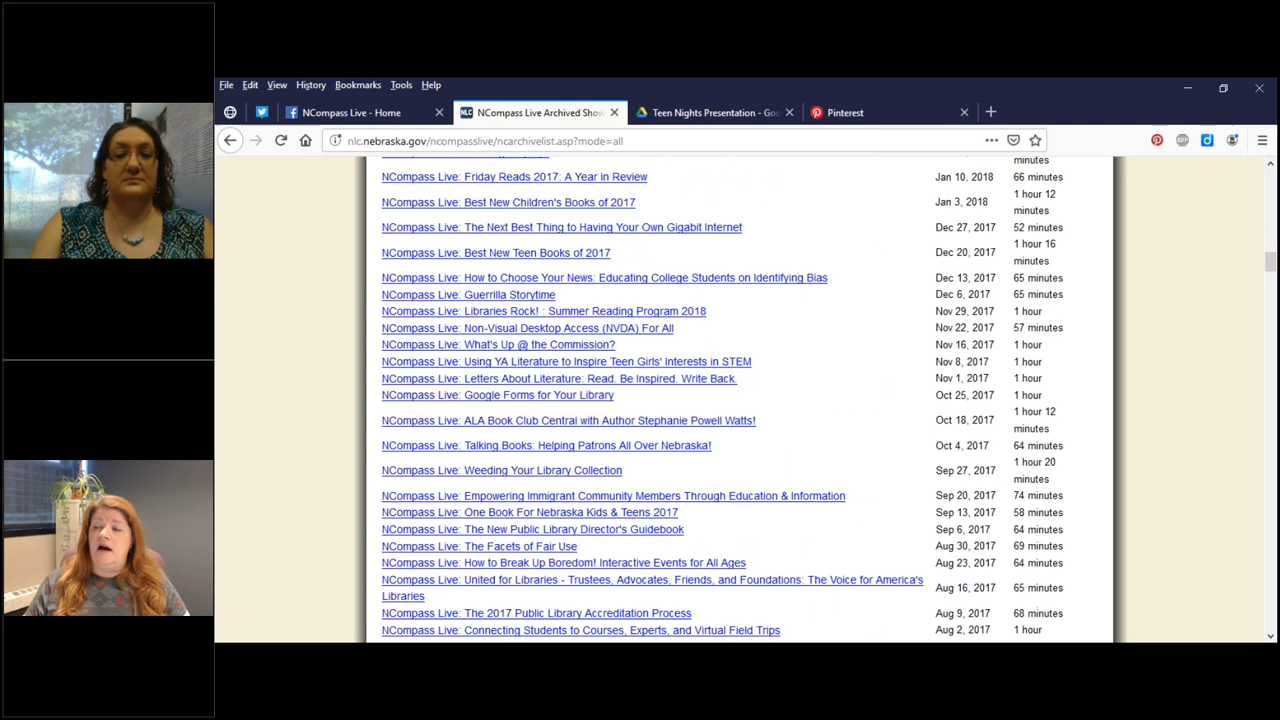 File Edit View History Bookmarks Tools Help
NCompass Live - Home
NLC NCompass Live Archived Show
Teen Nights Presentation - Goo
Pinterest
nlc.nebraska.gov/ncompasslive/ncarchivelist.asp?mode=all
minutes
NCompass Live: Friday Reads 2017: A Year in Review Jan 10, 2018 66 minutes
NCompass Live: Best New Children's Books of 2017 Jan 3, 2018 1 hour 12
minutes
NCompass Live: The Next Best Thing to Having Your Own Gigabit Internet Dec 27, 2017 52 minutes
NCompass Live: Best New Teen Books of 2017 Dec 20, 2017 1 hour 16
minutes
NCompass Live: How to Choose Your News: Educating College Students on Identifying Bias Dec 13, 2017 65 minutes
NCompass Live: Guerrilla Storytime Dec 6, 2017 65 minutes
NCompass Live: Libraries Rock! : Summer Reading Program 2018 Nov 29, 2017 1 hour
NCompass Live: Non-Visual Desktop Access (NVDA) For All Nov 22, 2017 57 minutes
NCompass Live: What's Up @ the Commission? Nov 16, 2017 1 hour
NCompass Live: Using YA Literature to Inspire Teen Girls' Interests in STEM Nov 8, 2017 1 hour
NCompass Live: Letters About Literature: Read. Be Inspired. Write Back. Nov 1, 2017 1 hour
NCompass Live: Google Forms for Your Library Oct 25, 2017 1 hour
NCompass Live: ALA Book Club Central with Author Stephanie Powell Watts! Oct 18, 2017 1 hour 12
minutes
NCompass Live: Talking Books: Helping Patrons All Over Nebraska! Oct 4, 2017 64 minutes
NCompass Live: Weeding Your Library Collection Sep 27, 2017 1 hour 20
minutes
NCompass Live: Empowering Immigrant Community Members Through Education & Information Sep 20, 2017 74 minutes
NCompass Live: One Book For Nebraska Kids & Teens 2017 Sep 13, 2017 58 minutes
NCompass Live: The New Public Library Director's Guidebook Sep 6, 2017 64 minutes
NCompass Live: The Facets of Fair Use Aug 30, 2017 69 minutes
NCompass Live: How to Break Up Boredom! Interactive Events for All Ages Aug 23, 2017 64 minutes
NCompass Live: United for Libraries - Trustees, Advocates, Friends, and Foundations: The Voice for America's
Libraries Aug 16, 2017 65 minutes
NCompass Live: The 2017 Public Library Accreditation Process Aug 9, 2017 68 minutes
NCompass Live: Connecting Students to Courses, Experts, and Virtual Field Trips Aug 2, 2017 1 hour